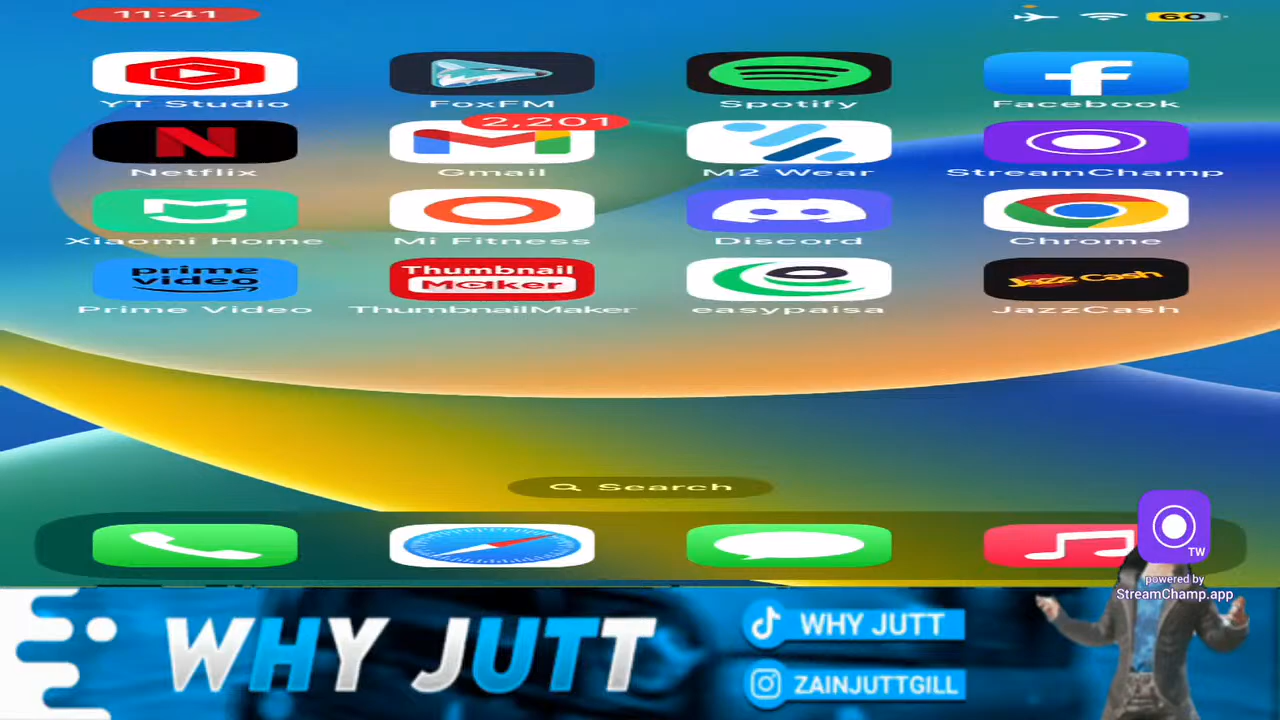 11:41 60
YT Studio FoxFM Spotify Facebook
2,201
Netflix Gmail M2 Wear StreamChamp
Xiaomi Home Mi Fitness Discord Chrome
prime video
Thumbnail Maker
JazzCash
Prime Video ThumbnailMaker easypaisa JazzCash
Search
TW
powered by
StreamChamp.app
WHY JUTT
WHY JUTT
ZAINJUTTGILL